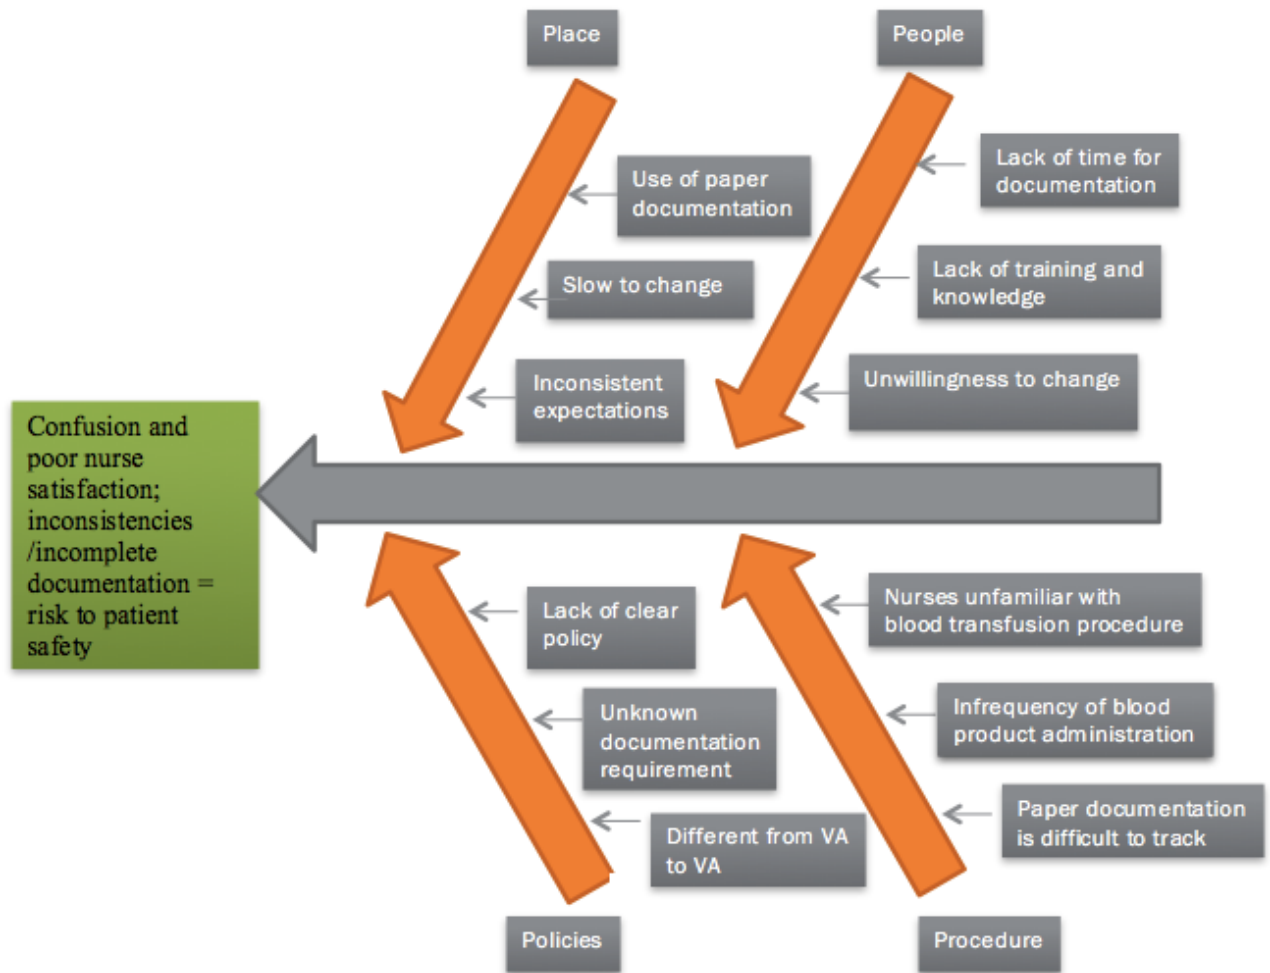 Place
People
Use of paper
documentation
Lack of time for
documentation
Slow to change
Lack of training and
knowledge
Inconsistent
expectations
Unwillingness to change
Confusion and
poor nurse
satisfaction;
inconsistencies
/incomplete
documentation =
risk to patient
safety
Lack of clear
policy
Nurses unfamiliar with
blood transfusion procedure
Unknown
documentation
requirement
Infrequency of blood
product administration
Different from VA
to VA
Paper documentation
is difficult to track
Policies
Procedure